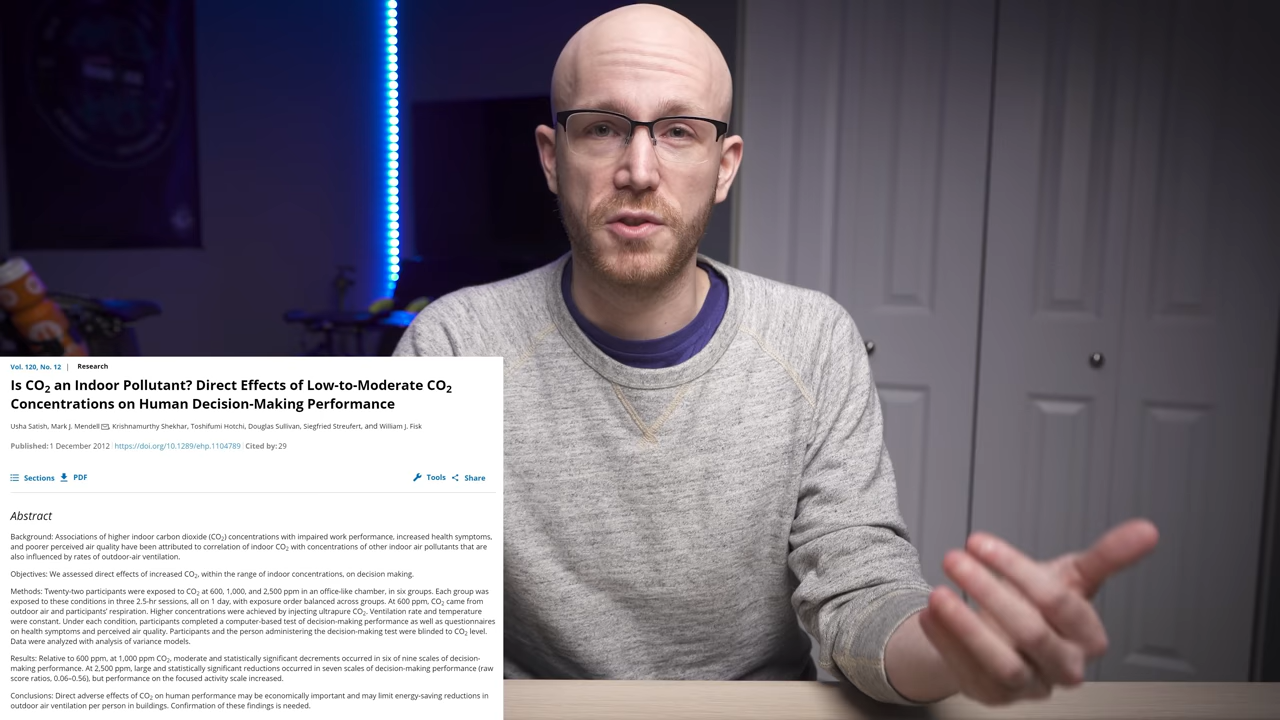 Vol. 120, No. 12 | Research
Is CO₂ an Indoor Pollutant? Direct Effects of Low-to-Moderate CO₂
Concentrations on Human Decision-Making Performance
Usha Satish, Mark J. Mendell, Krishnamurthy Shekhar, Toshifumi Hotchi, Douglas Sullivan, Siegfried Streufert, and William J. Fisk
Published: 1 December 2012 https://doi.org/10.1289/ehp.1104789 Cited by: 29
Sections PDF Tools Share
Abstract
Background: Associations of higher indoor carbon dioxide (CO₂) concentrations with impaired work performance, increased health symptoms,
and poorer perceived air quality have been attributed to correlation of indoor CO₂ with concentrations of other indoor air pollutants that are
also influenced by rates of outdoor-air ventilation.
Objectives: We assessed direct effects of increased CO₂, within the range of indoor concentrations, on decision making.
Methods: Twenty-two participants were exposed to CO₂ at 600, 1,000, and 2,500 ppm in an office-like chamber, in six groups. Each group was
exposed to these conditions in three 2.5-hr sessions, all on 1 day, with exposure order balanced across groups. At 600 ppm, CO₂ came from
outdoor air and participants' respiration. Higher concentrations were achieved by injecting ultrapure CO₂. Ventilation rate and temperature
were constant. Under each condition, participants completed a computer-based test of decision-making performance as well as questionnaires
on health symptoms and perceived air quality. Participants and the person administering the decision-making test were blinded to CO₂ level.
Data were analyzed with analysis of variance models.
Results: Relative to 600 ppm, at 1,000 ppm CO₂, moderate and statistically significant decrements occurred in six of nine scales of decision-
making performance. At 2,500 ppm, large and statistically significant reductions occurred in seven scales of decision-making performance (raw
score ratios, 0.06–0.56), but performance on the focused activity scale increased.
Conclusions: Direct adverse effects of CO₂ on human performance may be economically important and may limit energy-saving reductions in
outdoor air ventilation per person in buildings. Confirmation of these findings is needed.